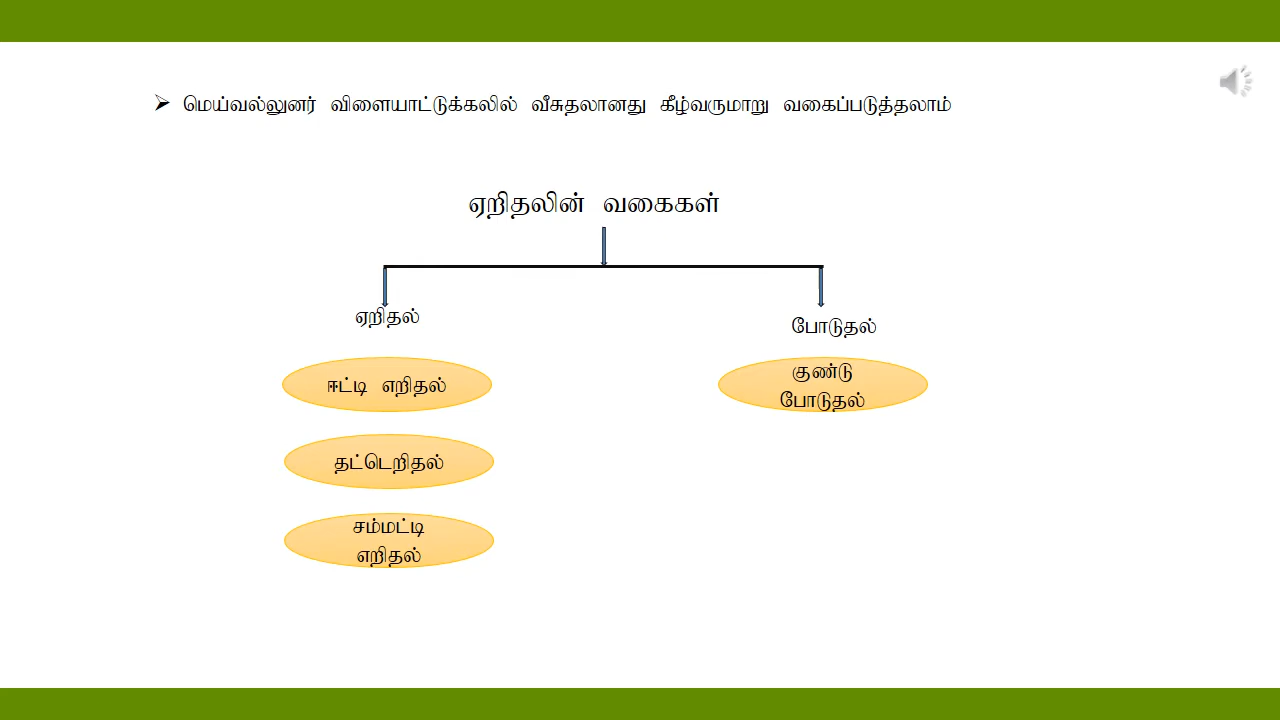 மெய்வல்லுனர் விளையாட்டுக்கலில் வீசுதலானது கீழ்வருமாறு வகைப்படுத்தலாம்
ஏறிதலின் வகைகள்
ஏறிதல்
போடுதல்
ஈட்டி எறிதல்
குண்டு
போடுதல்
தட்டெறிதல்
சம்மட்டி
எறிதல்